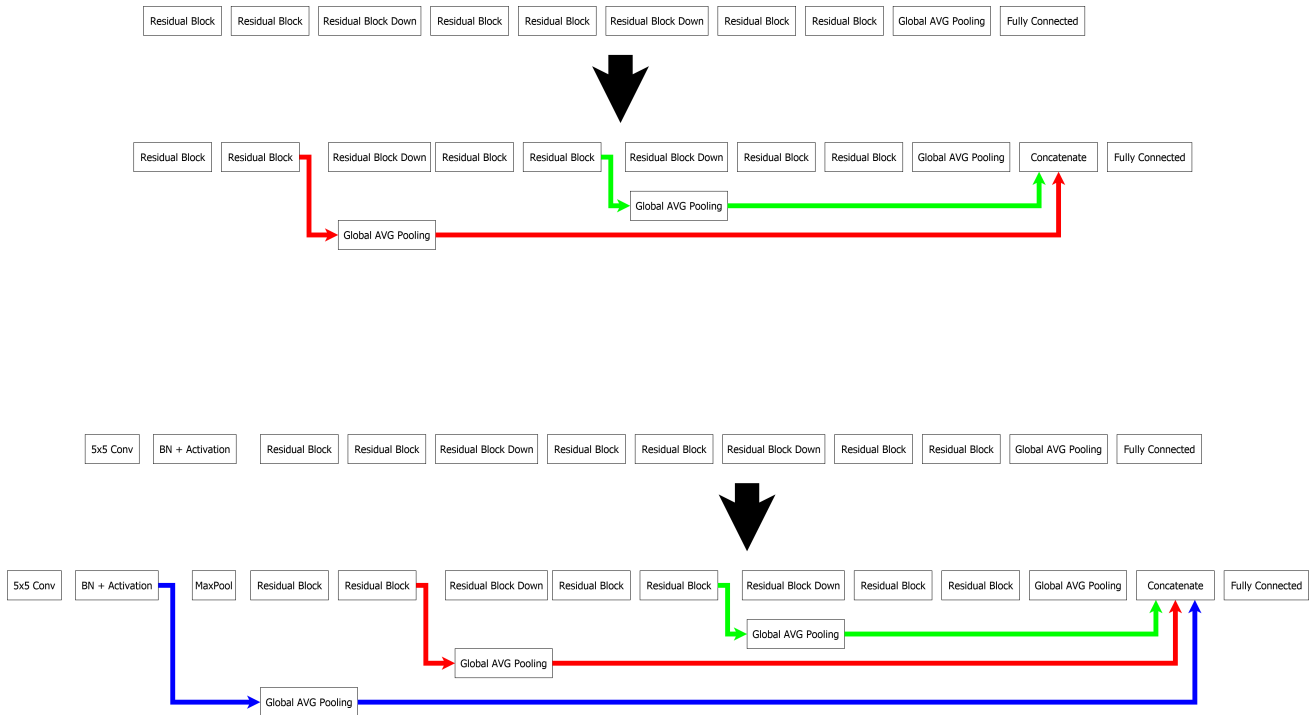 Residual Block Residual Block Residual Block Down Residual Block Residual Block Residual Block Down Residual Block Residual Block Global AVG Pooling Fully Connected
Residual Block Residual Block Residual Block Down Residual Block Residual Block Residual Block Down Residual Block Residual Block Global AVG Pooling Concatenate Fully Connected
Global AVG Pooling
Global AVG Pooling
5x5 Conv BN + Activation Residual Block Residual Block Residual Block Down Residual Block Residual Block Residual Block Down Residual Block Residual Block Global AVG Pooling Fully Connected
5x5 Conv BN + Activation MaxPool Residual Block Residual Block Residual Block Down Residual Block Residual Block Residual Block Down Residual Block Residual Block Global AVG Pooling Concatenate Fully Connected
Global AVG Pooling
Global AVG Pooling
Global AVG Pooling